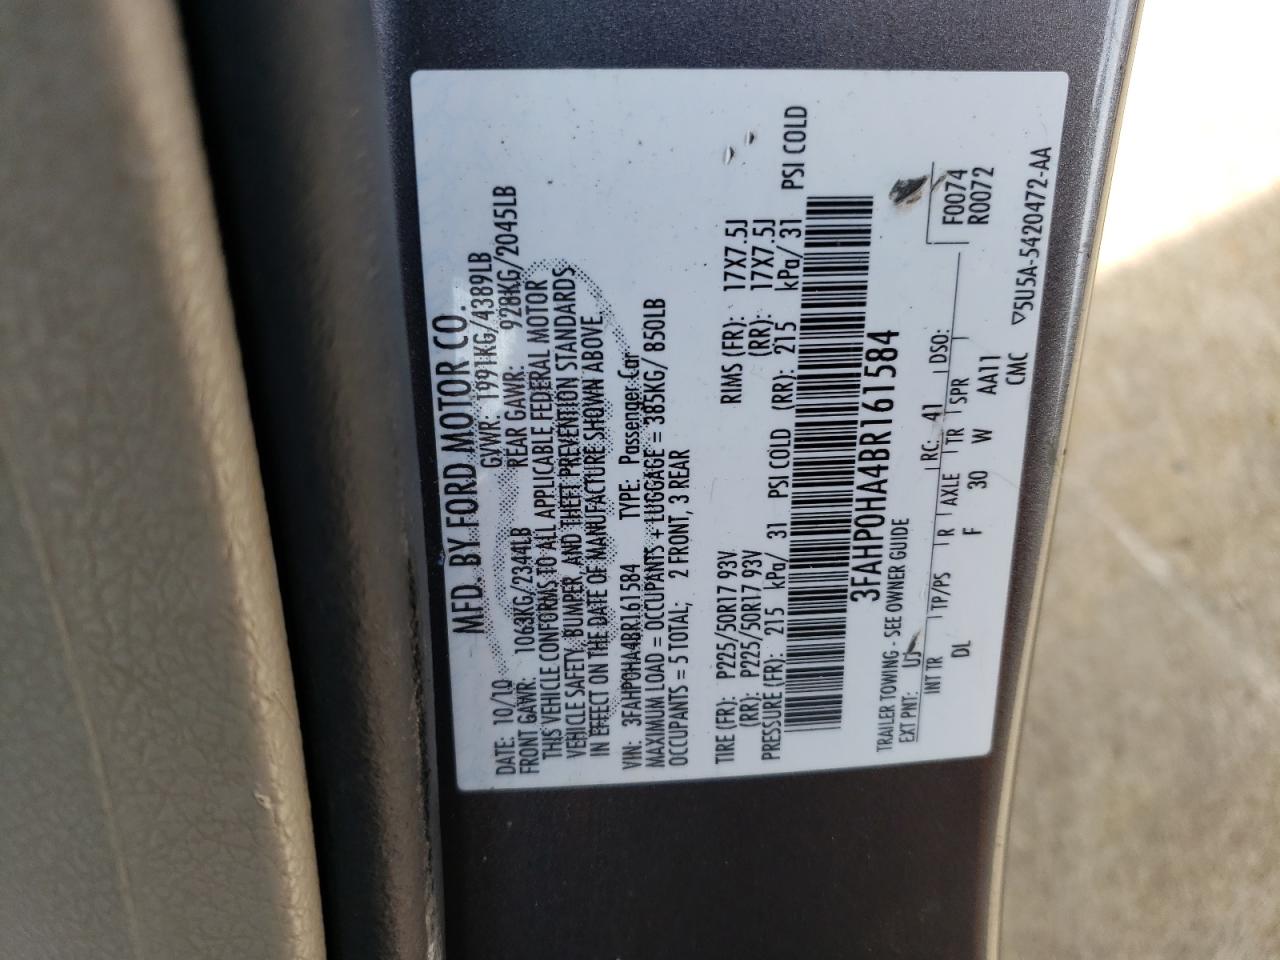 MFD. BY FORD MOTOR CO.
DATE: 10/10 GVWR: 1991KG/4389LB
FRONT GAWR: 1063KG/2344LB REAR GAWR: 928KG/2045LB
THIS VEHICLE CONFORMS TO ALL APPLICABLE FEDERAL MOTOR
VEHICLE SAFETY, BUMPER, AND THEFT PREVENTION STANDARDS
IN EFFECT ON THE DATE OF MANUFACTURE SHOWN ABOVE.
VIN: 3FAHP0HA4BR161584 TYPE: Passenger Car
MAXIMUM LOAD = OCCUPANTS + LUGGAGE = 385KG/ 850LB
OCCUPANTS = 5 TOTAL; 2 FRONT, 3 REAR
TIRE (FR): P225/50R17 93V RIMS (FR): 17X7.5J
(RR): P225/50R17 93V (RR): 17X7.5J
PRESSURE (FR): 215 kPa/ 31 PSI COLD (RR): 215 kPa/ 31 PSI COLD
3FAHP0HA4BR161584
TRAILER TOWING - SEE OWNER GUIDE
EXT PNT: UJ RC: 41 DSO: F0074
R0072
INT TR TP/PS R AXLE TR SPR
DL F 30 W AA11
CMC
▽5U5A-5420472-AA